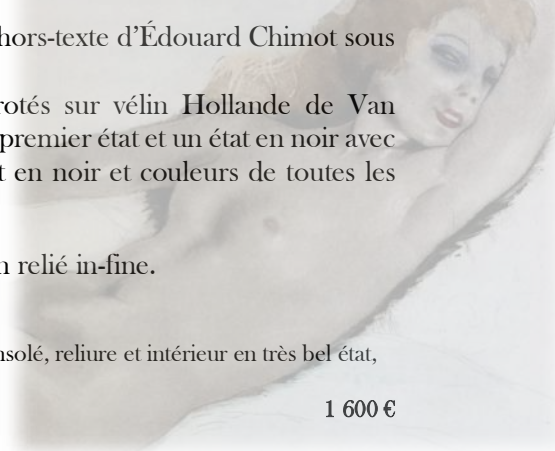 hors-texte d’Édouard Chimot sous
rotés sur vélin Hollande de Van
premier état et un état en noir avec
t en noir et couleurs de toutes les
n relié in-fine.
nsolé, reliure et intérieur en très bel état,
1 600 €